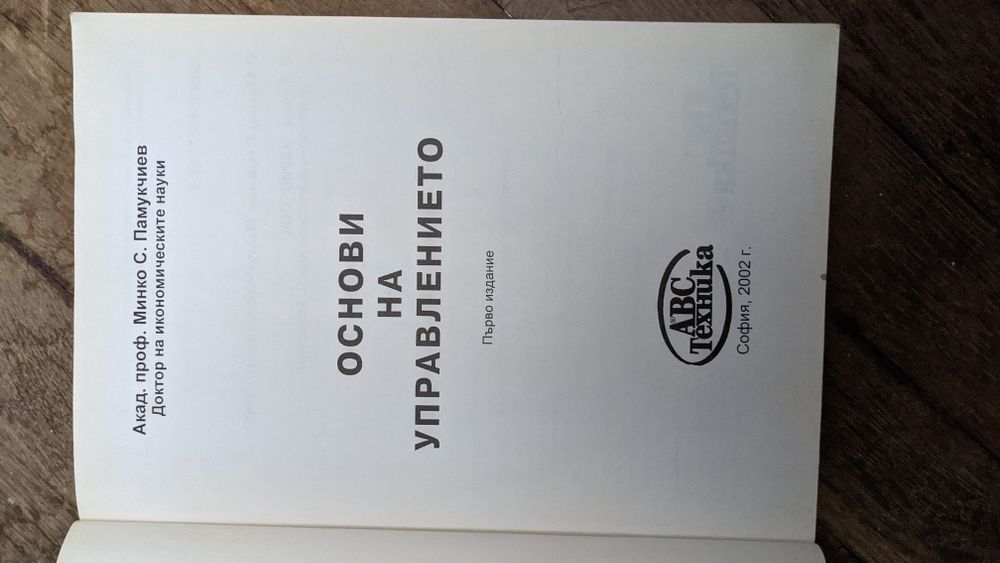 Акад. проф. Минко С. Памукчиев
Доктор на икономическите науки
ОСНОВИ
НА
УПРАВЛЕНИЕТО
Първо издание
ABC
Техника
София, 2002 г.